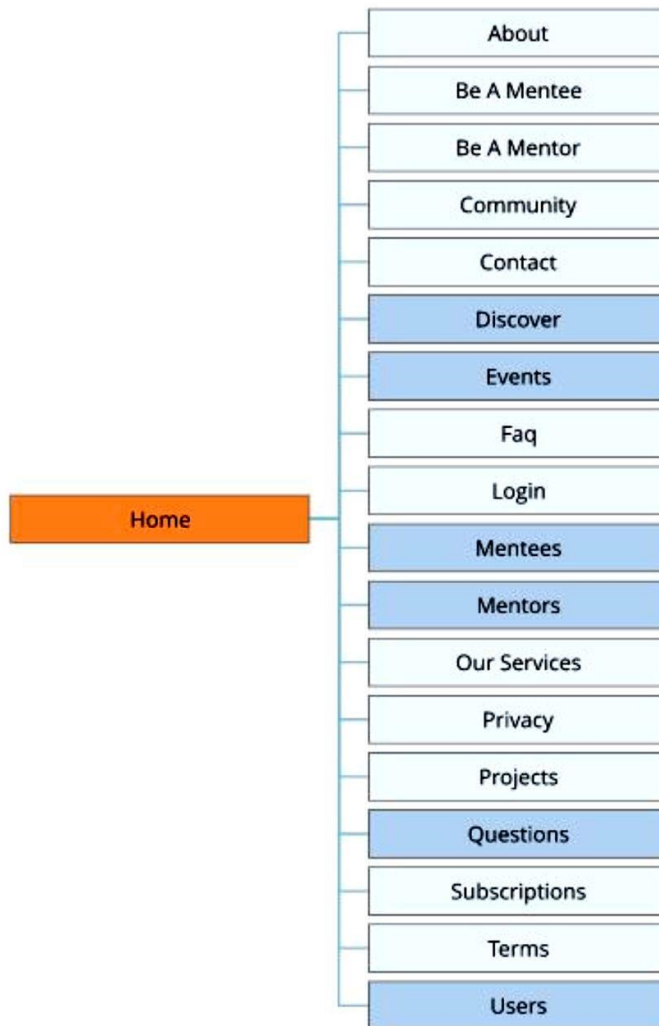 About
Be A Mentee
Be A Mentor
Community
Contact
Discover
Events
Faq
Login
Home
Mentees
Mentors
Our Services
Privacy
Projects
Questions
Subscriptions
Terms
Users